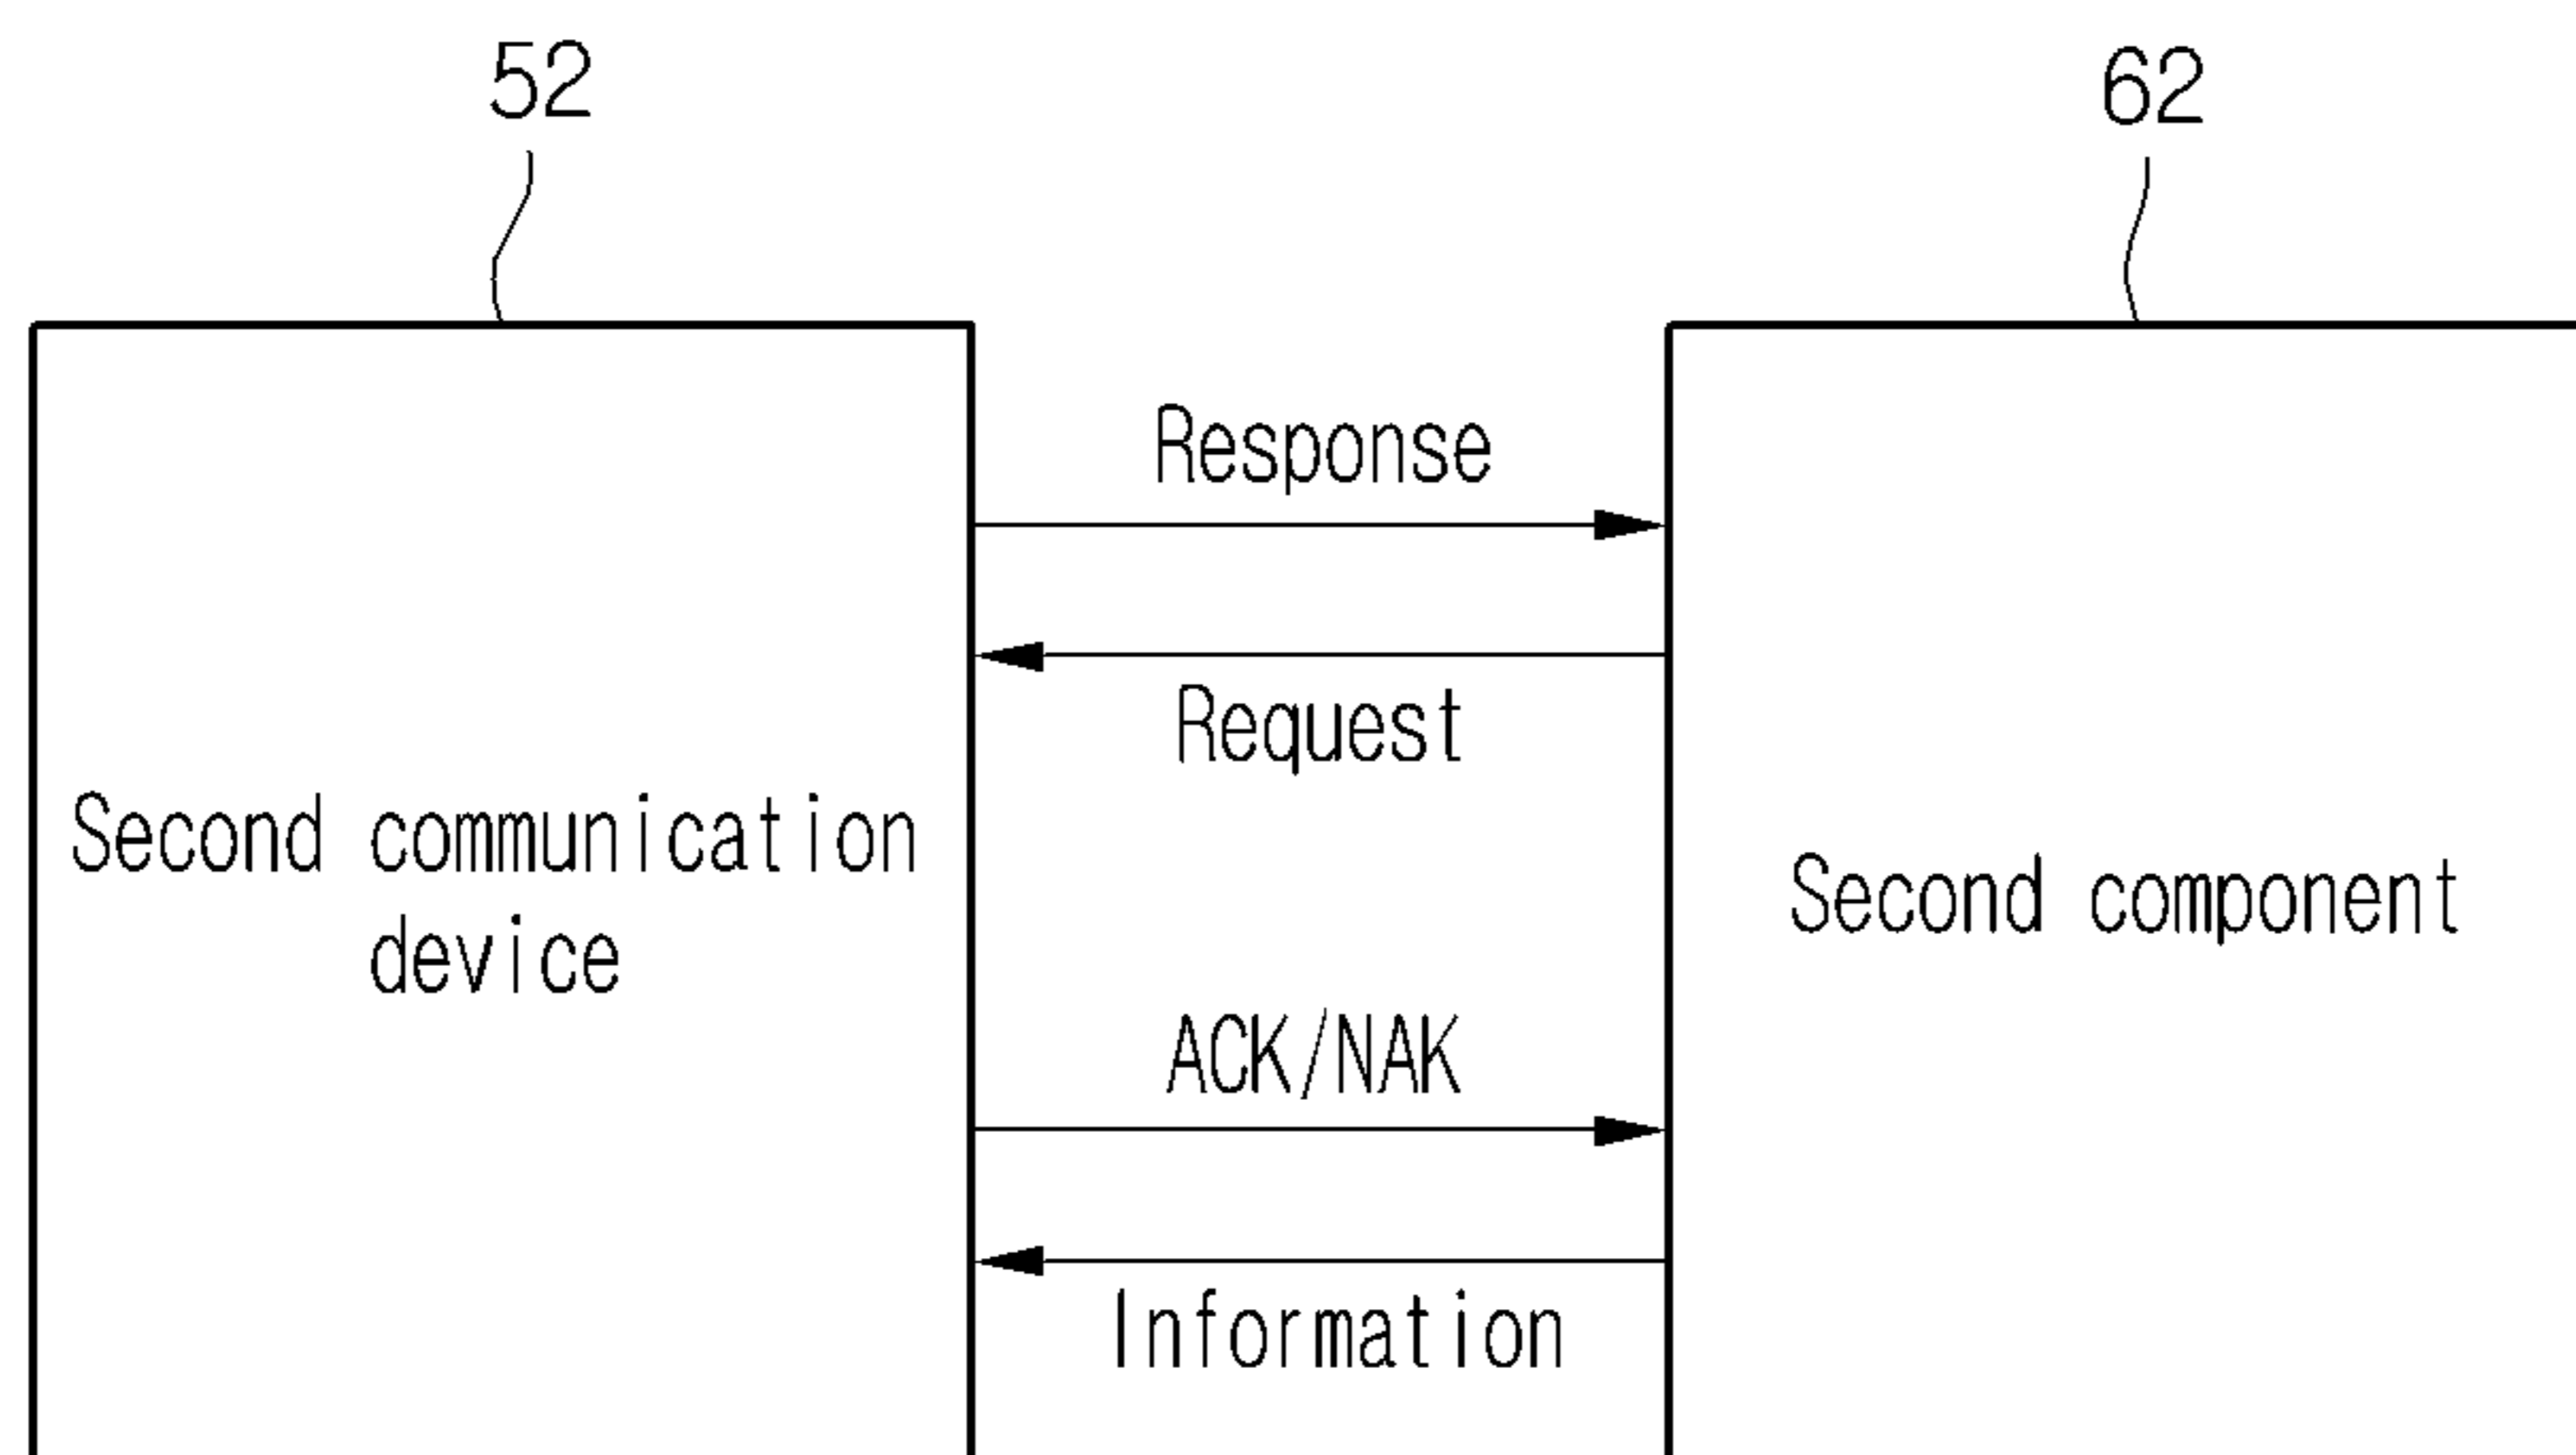 52
62
Response
Request
Second communication
device
Second component
ACK/NAK
Information